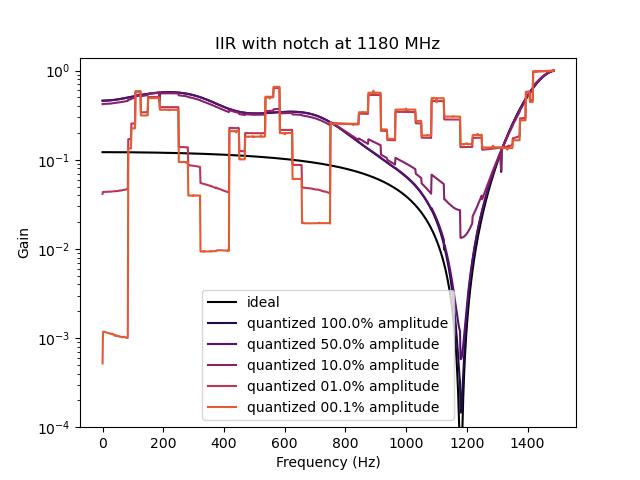 IIR with notch at 1180 MHz
Gain
10⁰
10⁻¹
10⁻²
10⁻³
10⁻⁴
ideal
quantized 100.0% amplitude
quantized 50.0% amplitude
quantized 10.0% amplitude
quantized 01.0% amplitude
quantized 00.1% amplitude
0 200 400 600 800 1000 1200 1400
Frequency (Hz)